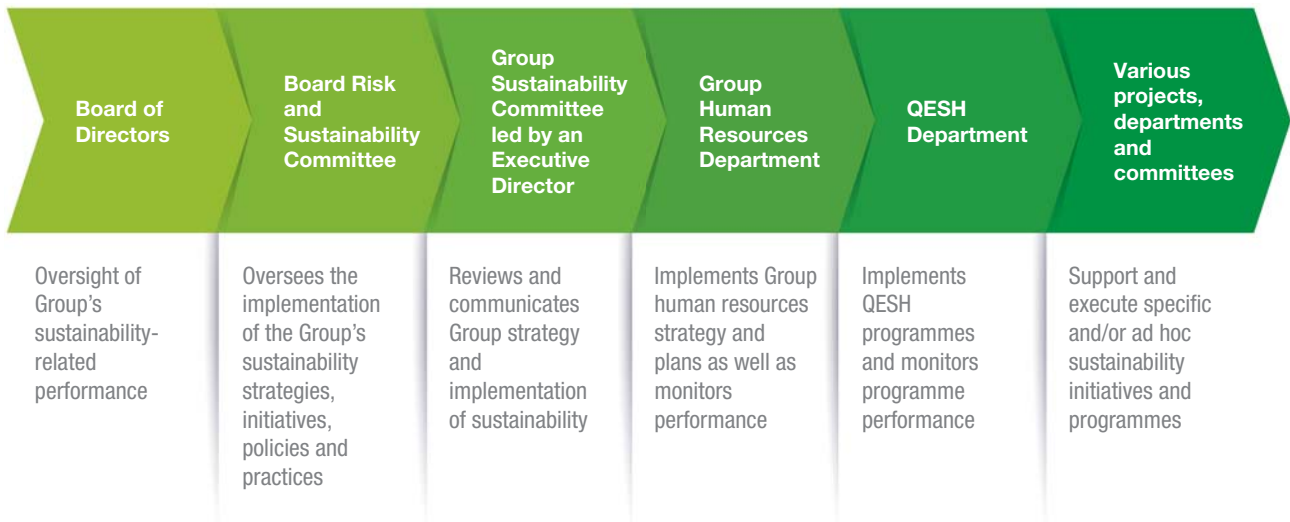 Board of
Directors
Board Risk
and
Sustainability
Committee
Group
Sustainability
Committee
led by an
Executive
Director
Group
Human
Resources
Department
QESH
Department
Various
projects,
departments
and
committees
Oversight of
Group's
sustainability-
related
performance
Oversees the
implementation
of the Group's
sustainability
strategies,
initiatives,
policies and
practices
Reviews and
communicates
Group strategy
and
implementation
of sustainability
Implements Group
human resources
strategy and
plans as well as
monitors
performance
Implements
QESH
programmes
and monitors
programme
performance
Support and
execute specific
and/or ad hoc
sustainability
initiatives and
programmes